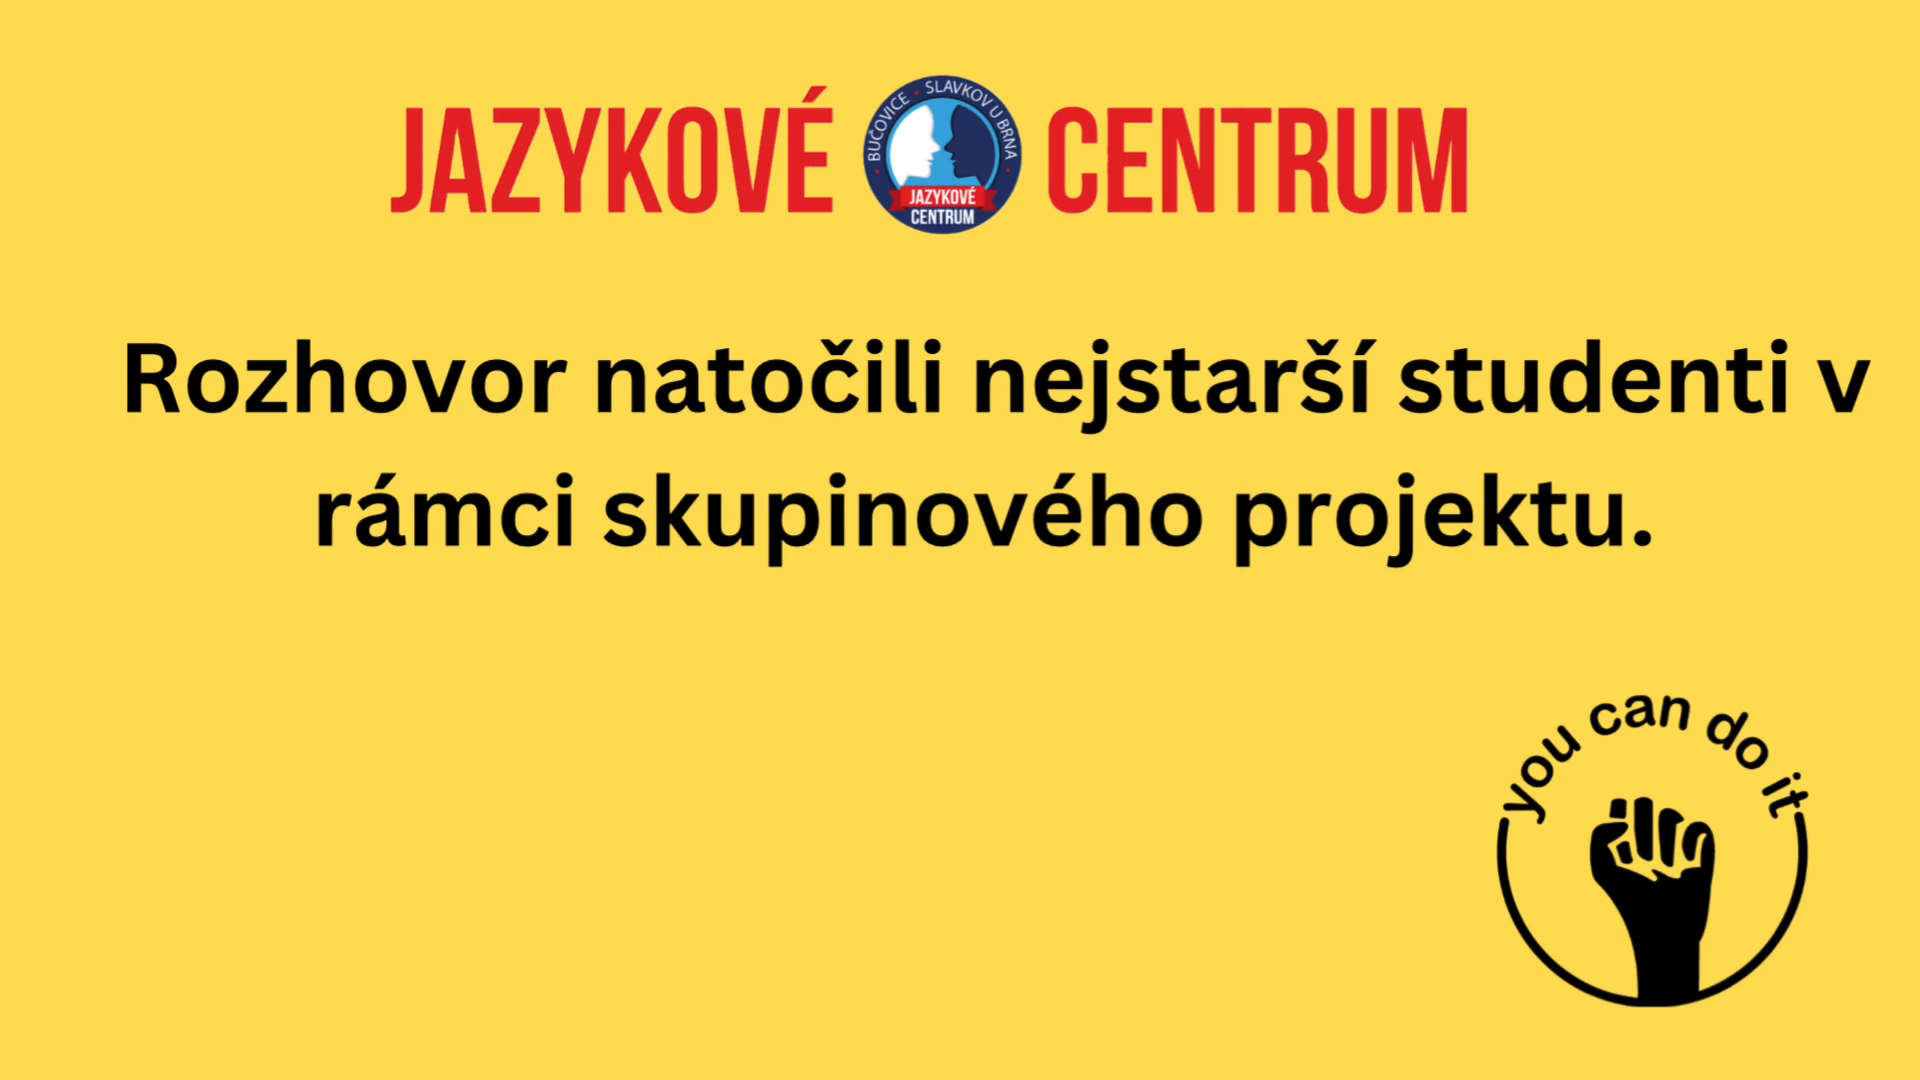 JAZYKOVÉ CENTRUM
BUČOVICE • SLAVKOV U BRNA
JAZYKOVÉ
CENTRUM
Rozhovor natočili nejstarší studenti v
rámci skupinového projektu.
you can do it